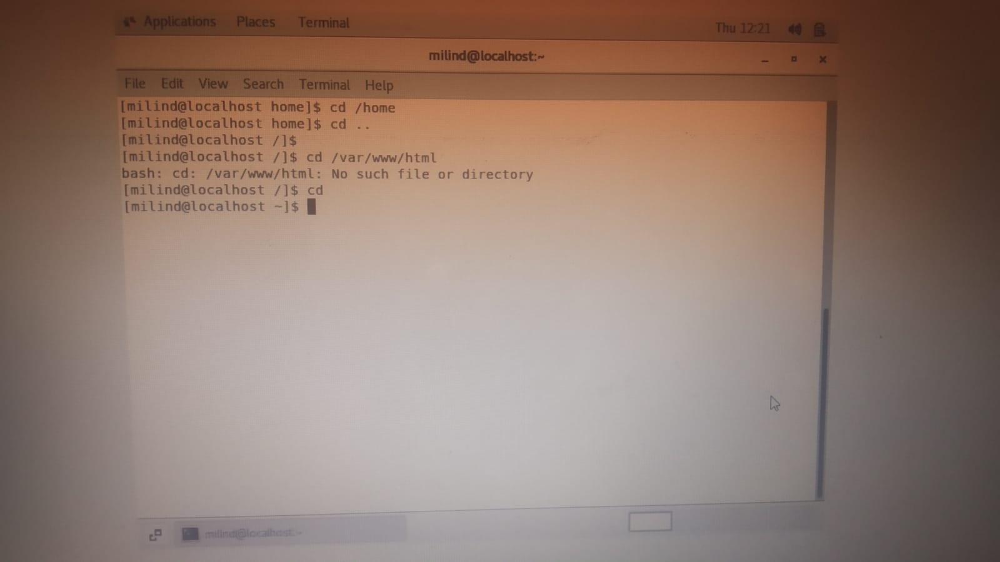 Applications Places Terminal Thu 12:21
milind@localhost:~
File Edit View Search Terminal Help
[milind@localhost home]$ cd /home
[milind@localhost home]$ cd ..
[milind@localhost /]$
[milind@localhost /]$ cd /var/www/html
bash: cd: /var/www/html: No such file or directory
[milind@localhost /]$ cd
[milind@localhost ~]$
milind@localhost:~